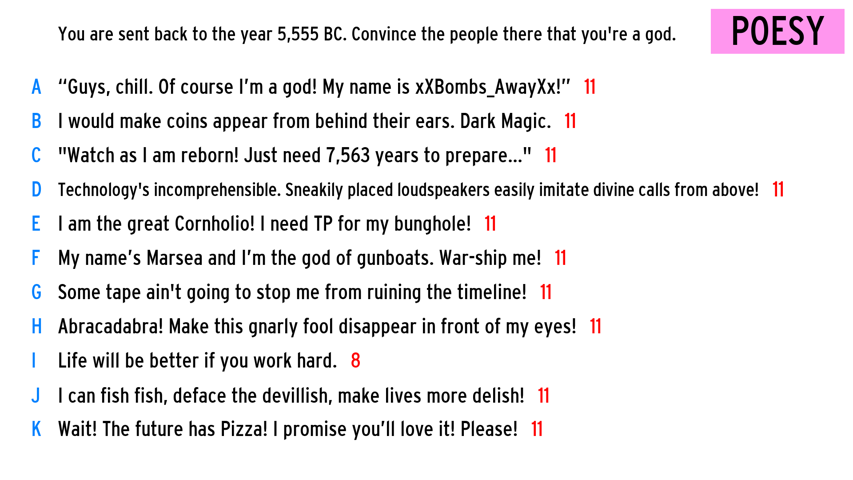 You are sent back to the year 5,555 BC. Convince the people there that you're a god.
POESY
A “Guys, chill. Of course I’m a god! My name is xXBombs_AwayXx!” 11
B I would make coins appear from behind their ears. Dark Magic. 11
C "Watch as I am reborn! Just need 7,563 years to prepare..." 11
D Technology's incomprehensible. Sneakily placed loudspeakers easily imitate divine calls from above! 11
E I am the great Cornholio! I need TP for my bunghole! 11
F My name’s Marsea and I’m the god of gunboats. War-ship me! 11
G Some tape ain't going to stop me from ruining the timeline! 11
H Abracadabra! Make this gnarly fool disappear in front of my eyes! 11
I Life will be better if you work hard. 8
J I can fish fish, deface the devillish, make lives more delish! 11
K Wait! The future has Pizza! I promise you’ll love it! Please! 11